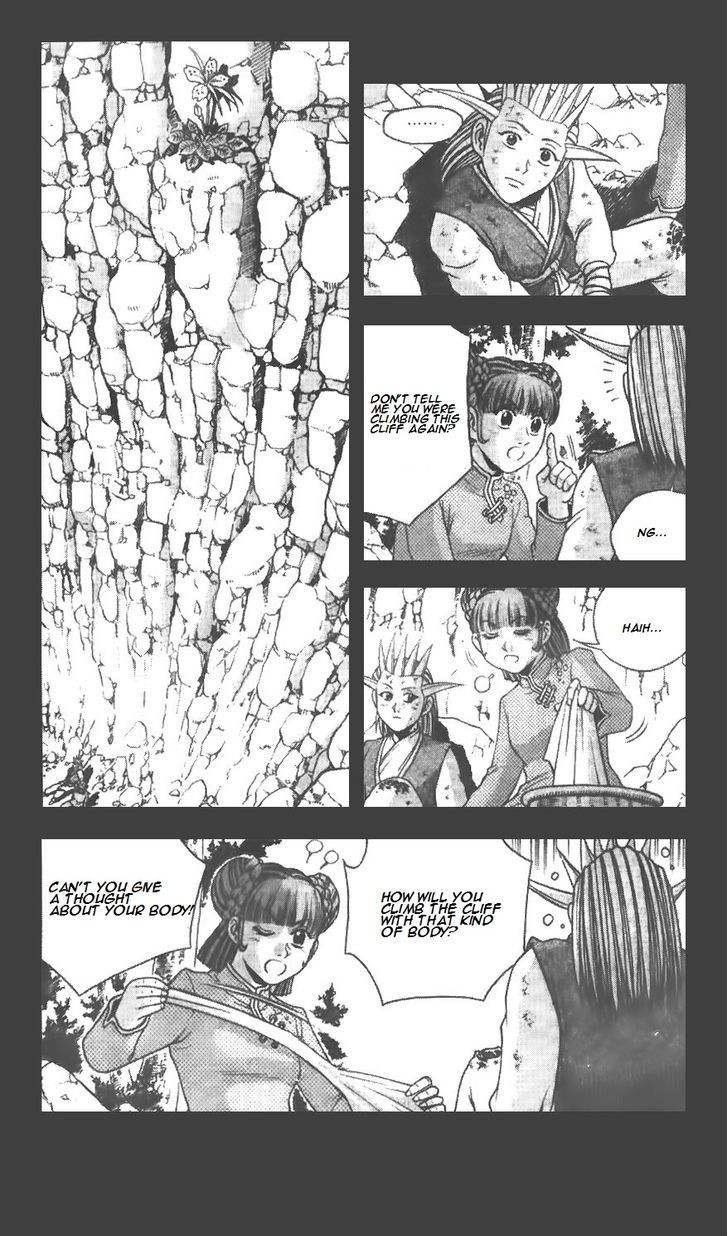 .......
DON'T TELL
ME YOU WERE
CLIMBING THIS
CLIFF AGAIN?
NG...
HAIH...
HOW WILL YOU
CLIMB THE CLIFF
WITH THAT KIND
OF BODY?
CAN'T YOU GIVE
A THOUGHT
ABOUT YOUR BODY!